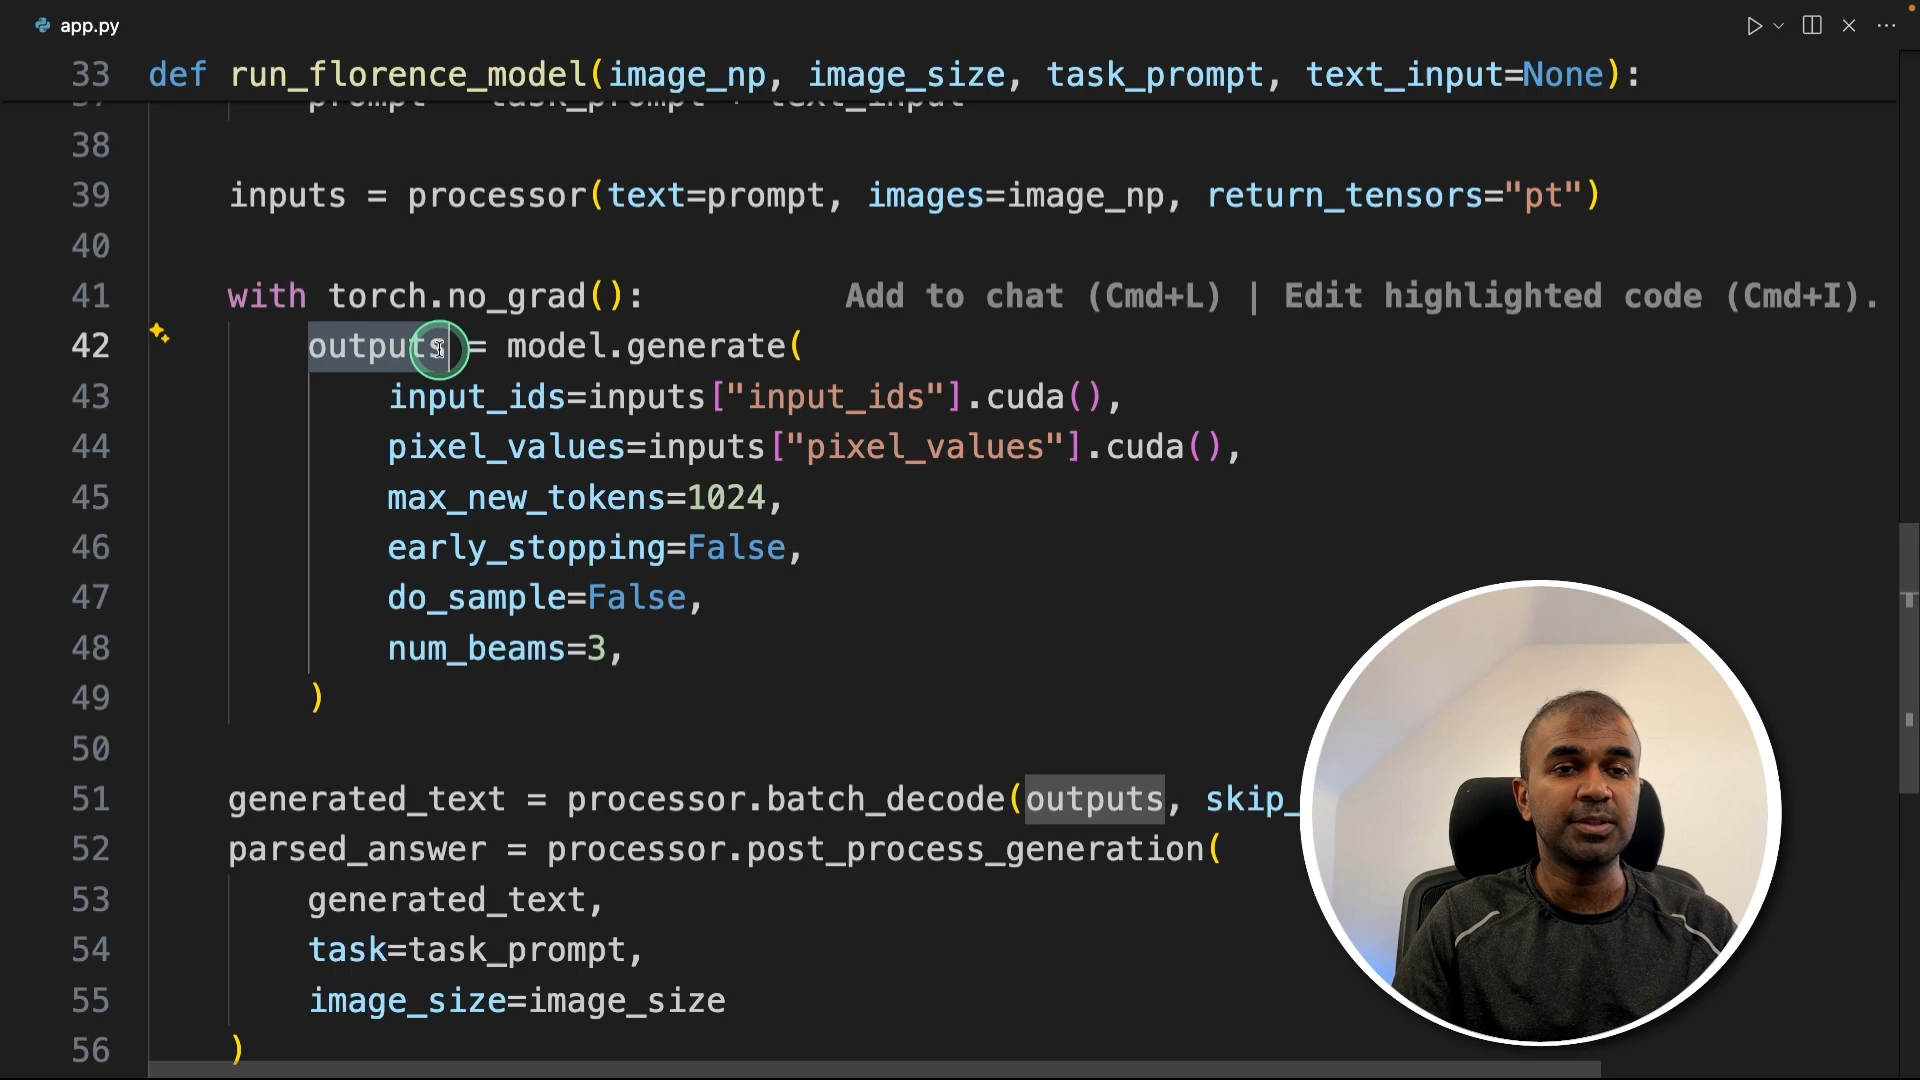 app.py
33 def run_florence_model(image_np, image_size, task_prompt, text_input=None):
prompt = task_prompt + text_input
38
39 inputs = processor(text=prompt, images=image_np, return_tensors="pt")
40
41 with torch.no_grad(): Add to chat (Cmd+L) | Edit highlighted code (Cmd+I).
42 outputs = model.generate(
43 input_ids=inputs["input_ids"].cuda(),
44 pixel_values=inputs["pixel_values"].cuda(),
45 max_new_tokens=1024,
46 early_stopping=False,
47 do_sample=False,
48 num_beams=3,
49 )
50
51 generated_text = processor.batch_decode(outputs, skip_
52 parsed_answer = processor.post_process_generation(
53 generated_text,
54 task=task_prompt,
55 image_size=image_size
56 )